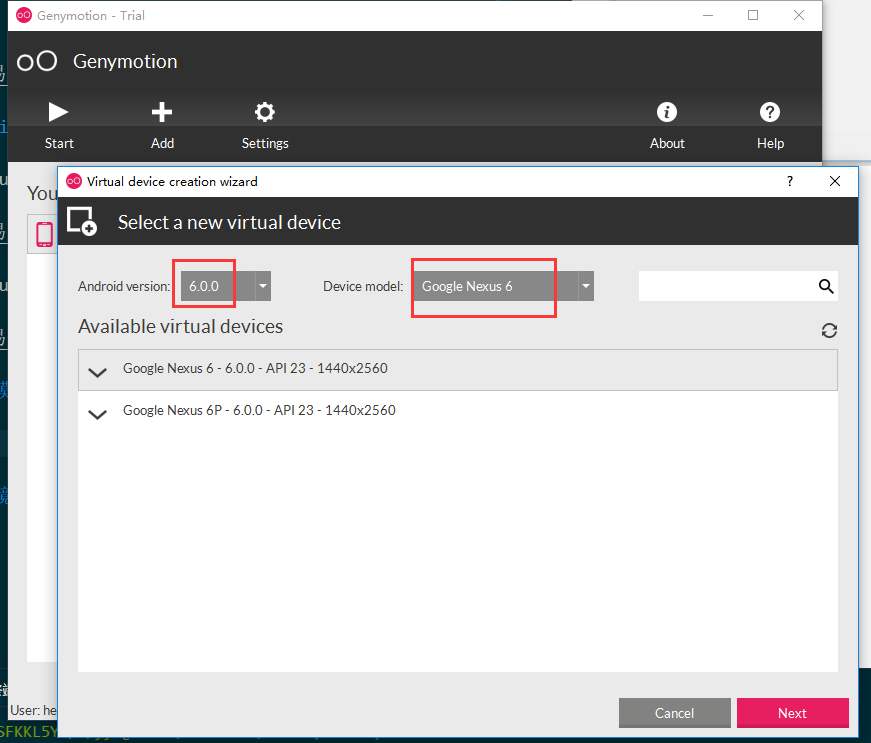 Genymotion - Trial
Genymotion
Start Add Settings About Help
You
Virtual device creation wizard ?
Select a new virtual device
Android version: 6.0.0 Device model: Google Nexus 6
Available virtual devices
Google Nexus 6 - 6.0.0 - API 23 - 1440x2560
Google Nexus 6P - 6.0.0 - API 23 - 1440x2560
Cancel Next
User: he
SFKKL5Y